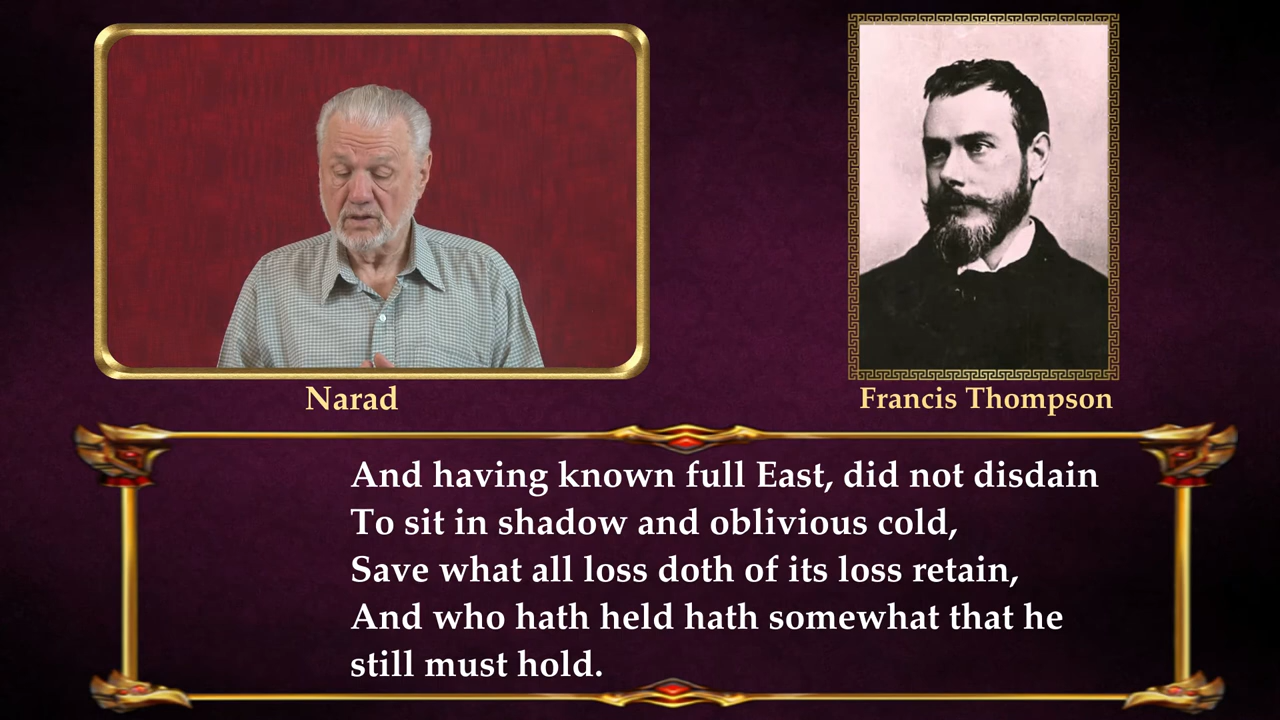 Narad
Francis Thompson
And having known full East, did not disdain
To sit in shadow and oblivious cold,
Save what all loss doth of its loss retain,
And who hath held hath somewhat that he
still must hold.